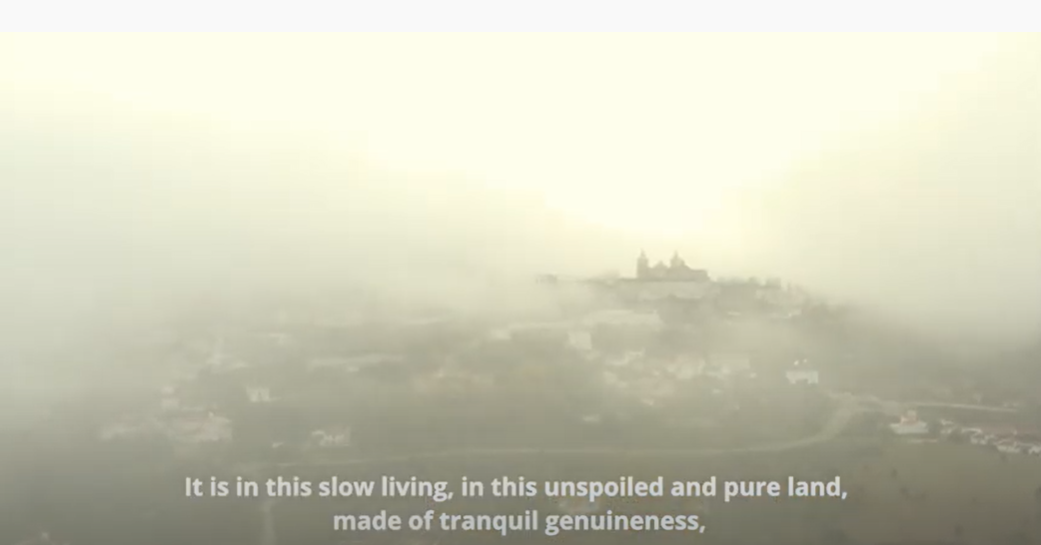 It is in this slow living, in this unspoiled and pure land,
made of tranquil genuineness,